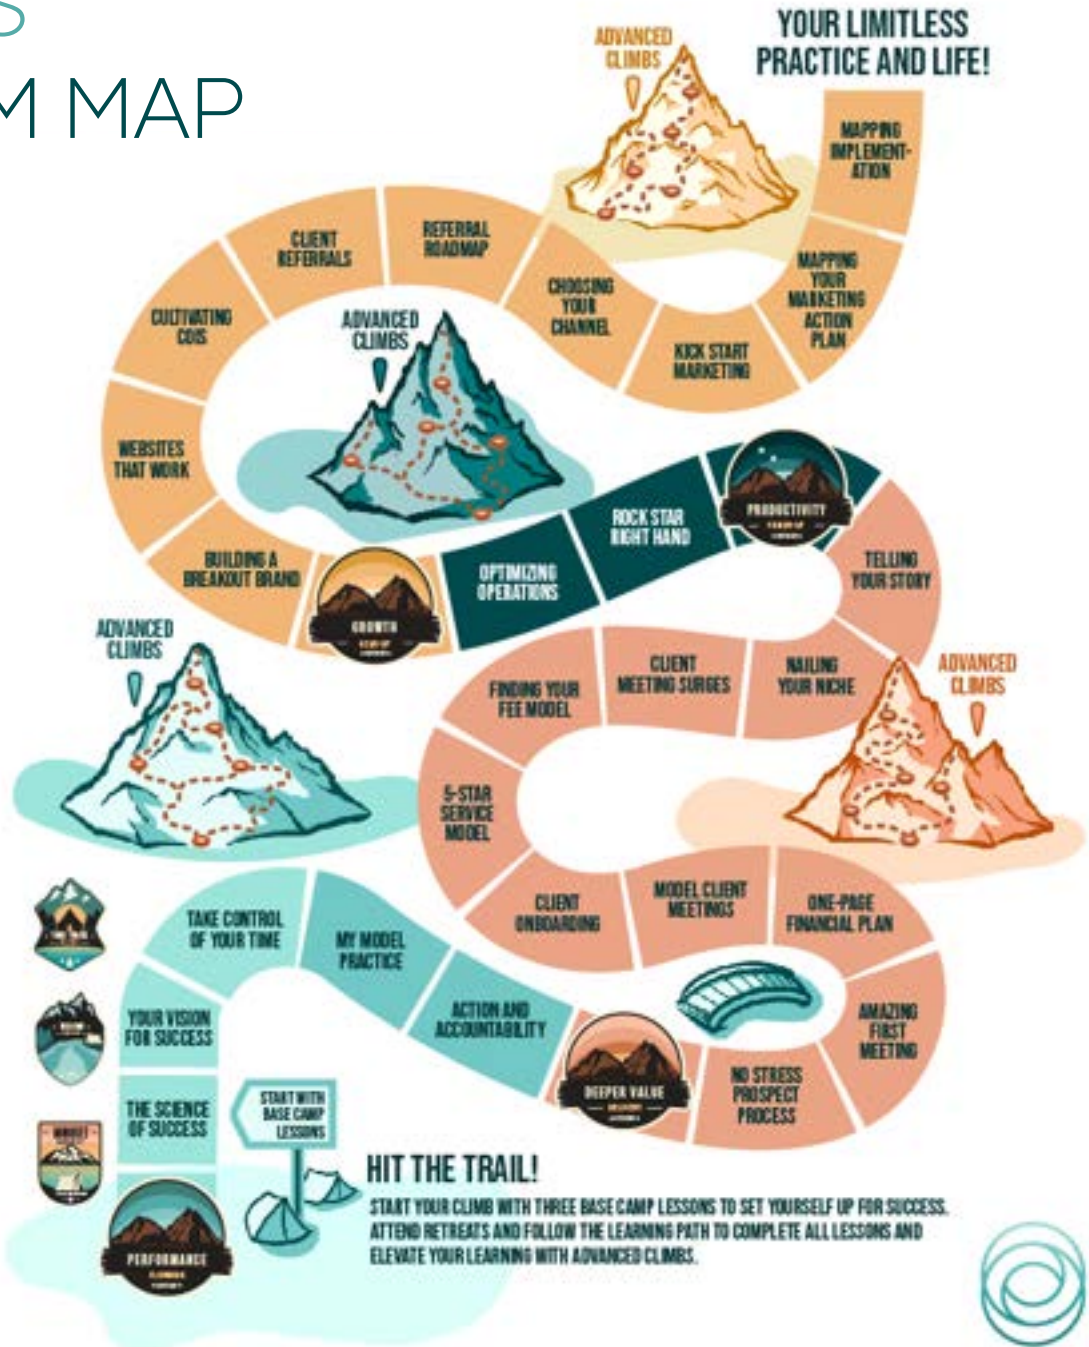 S
M MAP
ADVANCED
CLIMBS
YOUR LIMITLESS
PRACTICE AND LIFE!
MAPPING
IMPLEMENT-
ATION
MAPPING
YOUR
MARKETING
ACTION
PLAN
KICK START
MARKETING
CHOOSING
YOUR
CHANNEL
REFERRAL
ROADMAP
CLIENT
REFERRALS
CULTIVATING
COIS
WEBSITES
THAT WORK
BUILDING A
BREAKOUT BRAND
GROWTH
ADVANCED
CLIMBS
OPTIMIZING
OPERATIONS
ROCK STAR
RIGHT HAND
PRODUCTIVITY
TELLING
YOUR STORY
NAILING
YOUR NICHE
CLIENT
MEETING SURGES
FINDING YOUR
FEE MODEL
ADVANCED
CLIMBS
ADVANCED
CLIMBS
5-STAR
SERVICE
MODEL
CLIENT
ONBOARDING
MODEL CLIENT
MEETINGS
ONE-PAGE
FINANCIAL PLAN
AMAZING
FIRST
MEETING
NO STRESS
PROSPECT
PROCESS
DEEPER VALUE
ACTION AND
ACCOUNTABILITY
MY MODEL
PRACTICE
TAKE CONTROL
OF YOUR TIME
YOUR VISION
FOR SUCCESS
THE SCIENCE
OF SUCCESS
START WITH
BASE CAMP
LESSONS
PERFORMANCE
HIT THE TRAIL!
START YOUR CLIMB WITH THREE BASE CAMP LESSONS TO SET YOURSELF UP FOR SUCCESS.
ATTEND RETREATS AND FOLLOW THE LEARNING PATH TO COMPLETE ALL LESSONS AND
ELEVATE YOUR LEARNING WITH ADVANCED CLIMBS.